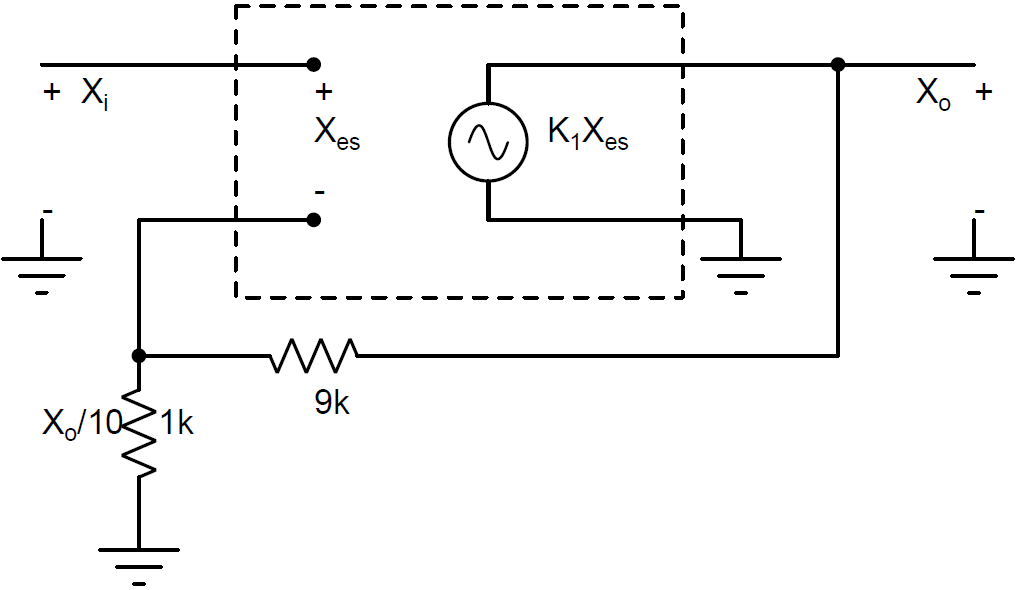 + Xi
-
+
Xes
-
K1Xes
Xo +
-
9k
Xo/10
1k